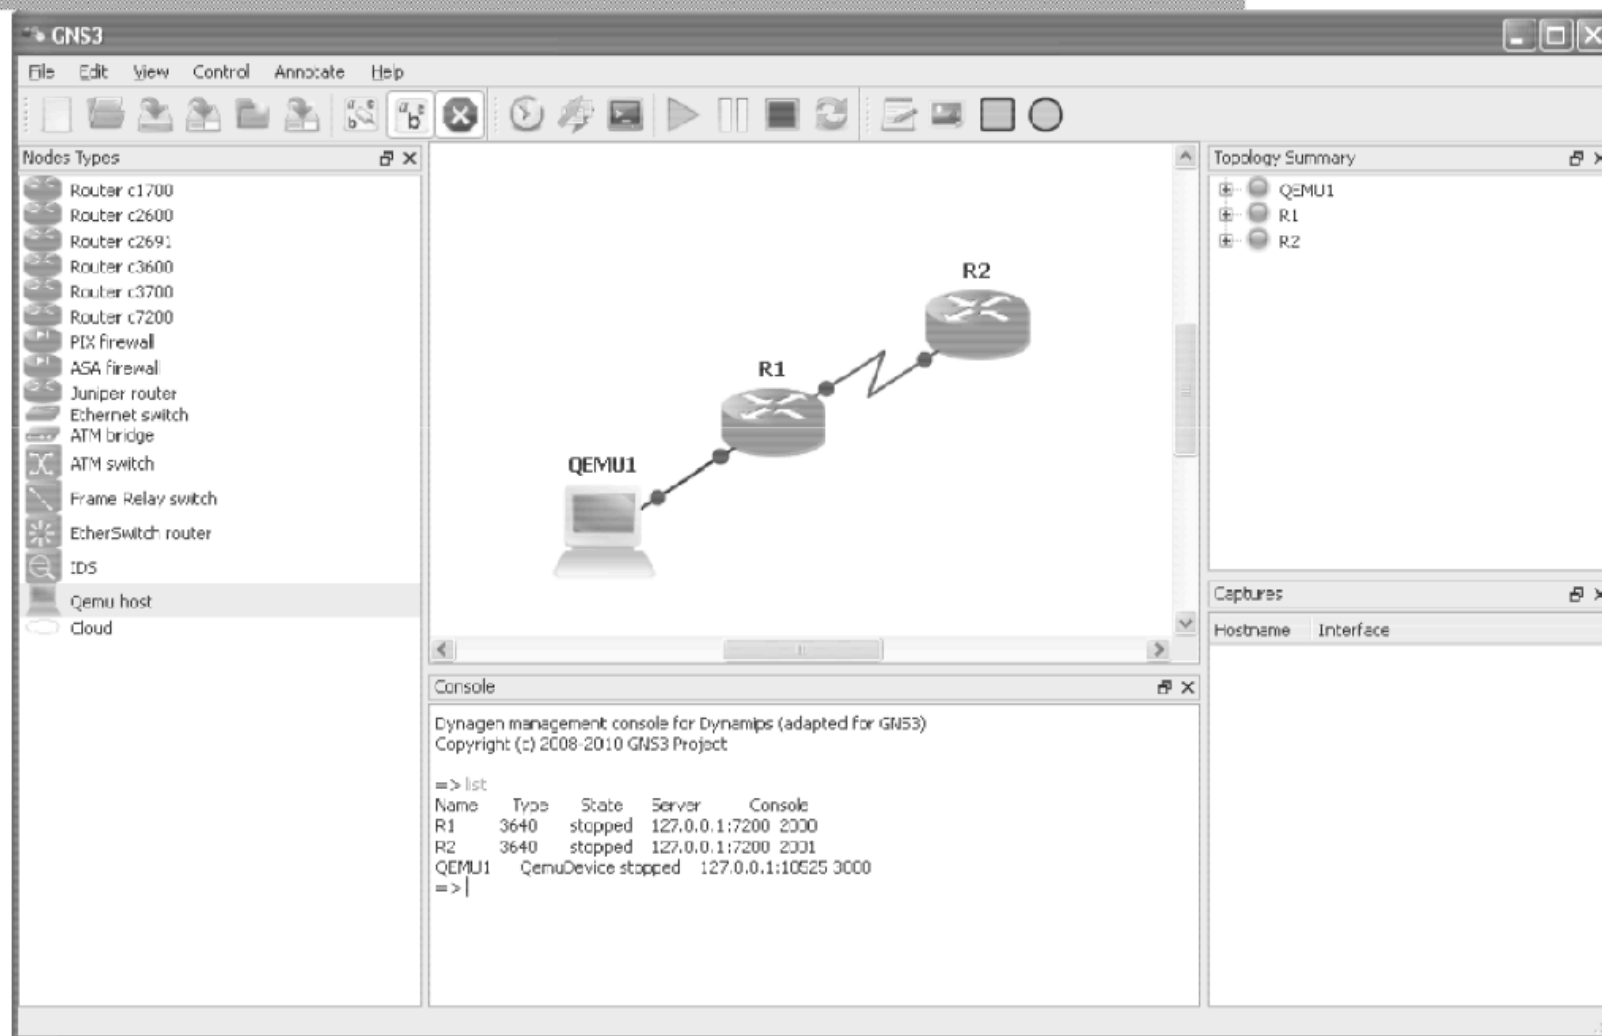 GNS3
File Edit View Control Annotate Help
Nodes Types
Router c1700
Router c2600
Router c2691
Router c3600
Router c3700
Router c7200
PIX firewall
ASA firewall
Juniper router
Ethernet switch
ATM bridge
ATM switch
Frame Relay switch
EtherSwitch router
IDS
Qemu host
Cloud
R2
R1
QEMU1
Console
Dynagen management console for Dynamips (adapted for GNS3)
Copyright (c) 2008-2010 GNS3 Project
=> list
Name Type State Server Console
R1 3640 stopped 127.0.0.1:7200 2000
R2 3640 stopped 127.0.0.1:7200 2001
QEMU1 QemuDevice stopped 127.0.0.1:10525 3000
=>
Topology Summary
QEMU1
R1
R2
Captures
Hostname Interface